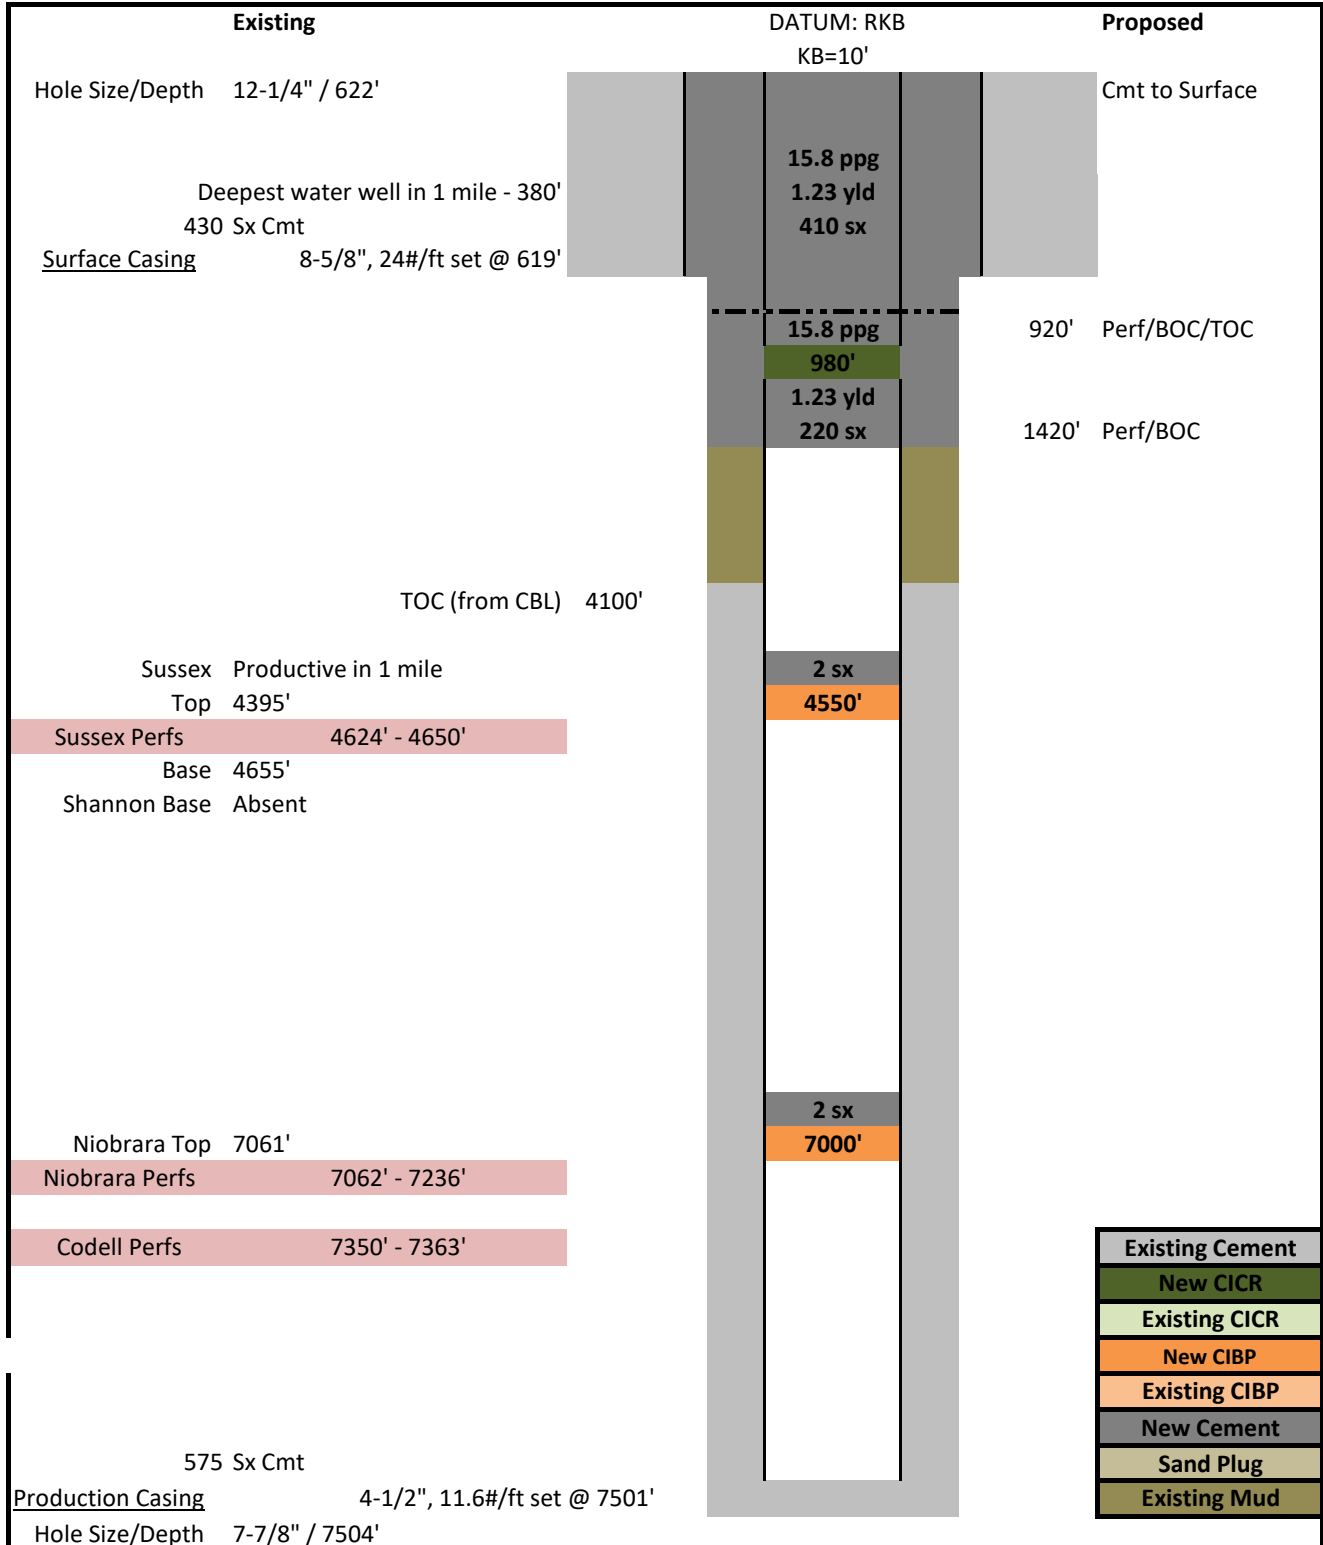 Existing DATUM: RKB Proposed
KB=10'
Hole Size/Depth 12-1/4" / 622' Cmt to Surface
15.8 ppg
Deepest water well in 1 mile - 380' 1.23 yld
430 Sx Cmt 410 sx
Surface Casing 8-5/8", 24#/ft set @ 619'
15.8 ppg 920' Perf/BOC/TOC
980'
1.23 yld
220 sx 1420' Perf/BOC
TOC (from CBL) 4100'
Sussex Productive in 1 mile 2 sx
Top 4395' 4550'
Sussex Perfs 4624' - 4650'
Base 4655'
Shannon Base Absent
2 sx
Niobrara Top 7061' 7000'
Niobrara Perfs 7062' - 7236'
Codell Perfs 7350' - 7363'
Existing Cement
New CICR
Existing CICR
New CIBP
Existing CIBP
New Cement
575 Sx Cmt Sand Plug
Production Casing 4-1/2", 11.6#/ft set @ 7501' Existing Mud
Hole Size/Depth 7-7/8" / 7504'